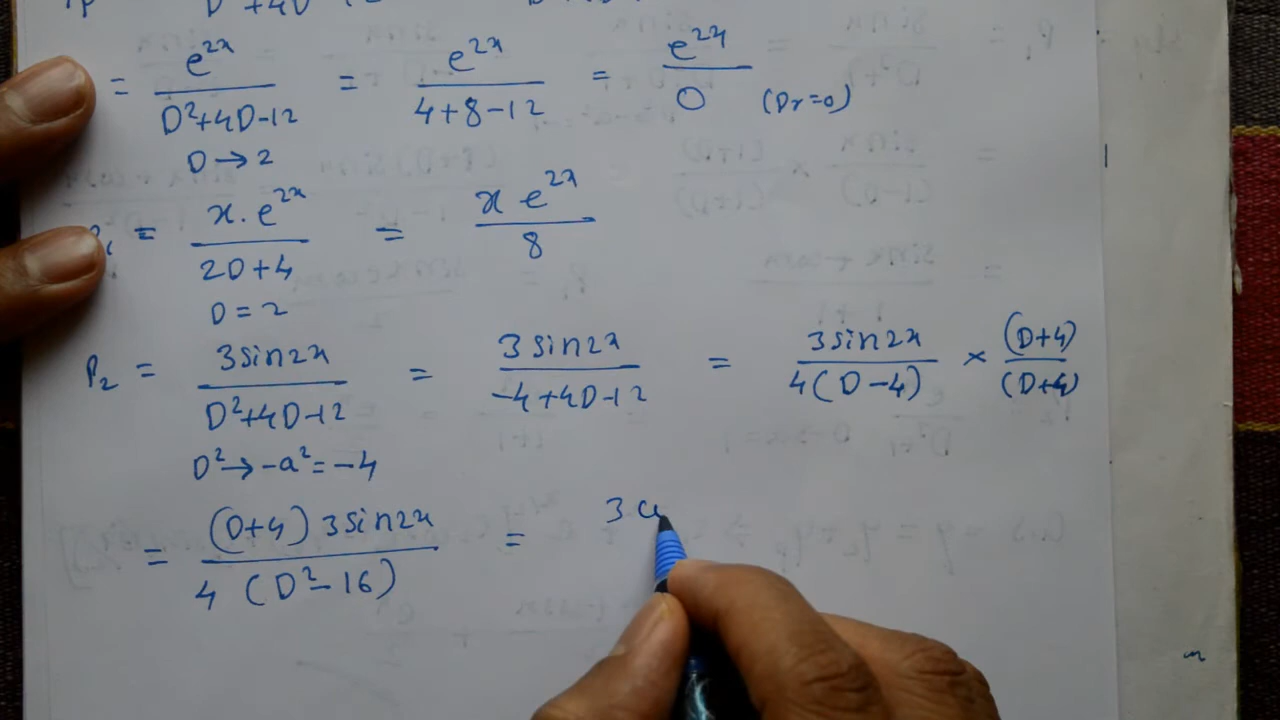 = e^{2x} / D²+4D-12 = e^{2x} / 4+8-12 = e^{2x} / 0 (Dr=0)
D → 2
= x.e^{2x} / 2D+4 = x e^{2x} / 8
D = 2
P₂ = 3sin2x / D²+4D-12 = 3sin2x / -4+4D-12 = 3sin2x / 4(D-4) × (D+4) / (D+4)
D² → -a² = -4
= (D+4) 3sin2x / 4 (D²-16) = 3